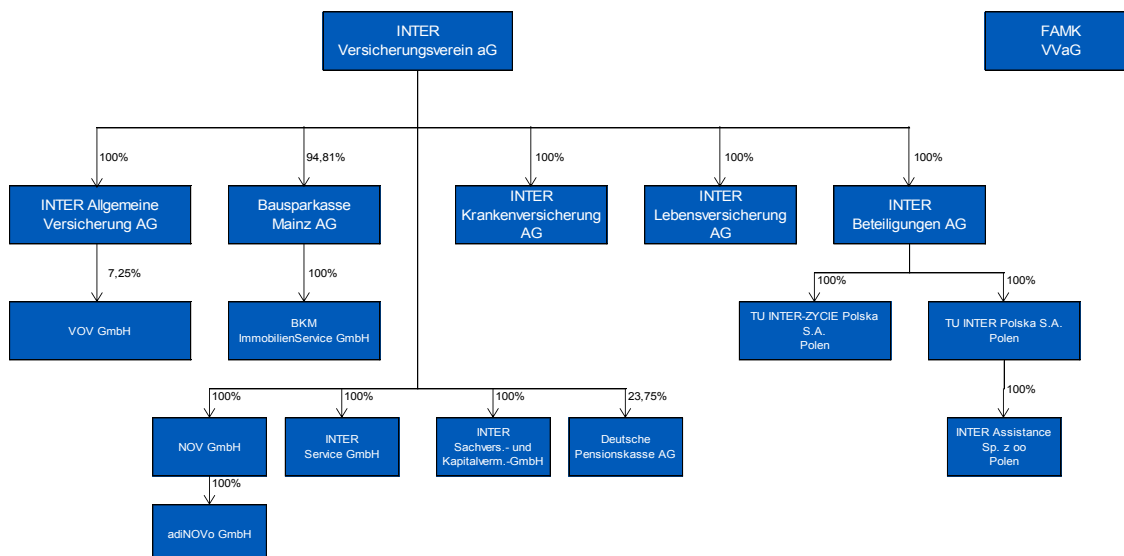 INTER
Versicherungsverein aG
FAMK
VVaG
100%
94,81%
100%
100%
100%
INTER Allgemeine
Versicherung AG
Bausparkasse
Mainz AG
INTER
Krankenversicherung
AG
INTER
Lebensversicherung
AG
INTER
Beteiligungen AG
7,25%
100%
100%
100%
VOV GmbH
BKM
ImmobilienService GmbH
TU INTER-ZYCIE Polska
S.A.
Polen
TU INTER Polska S.A.
Polen
100%
100%
100%
23,75%
100%
NOV GmbH
INTER
Service GmbH
INTER
Sachvers.- und
Kapitalverm.-GmbH
Deutsche
Pensionskasse AG
INTER Assistance
Sp. z oo
Polen
100%
adiNOVo GmbH